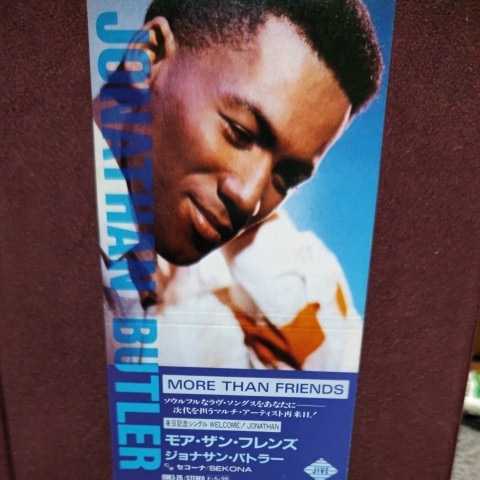 JONATHAN BUTLER
MORE THAN FRIENDS
ソウルフルなラヴ・ソングスをあなたに――
次代を担うマルチ・アーティスト再来日!
来日記念シングル WELCOME! JONATHAN
モア・ザン・フレンズ
ジョナサン・バトラー
セコーナ/SEKONA
STEREO
JIVE